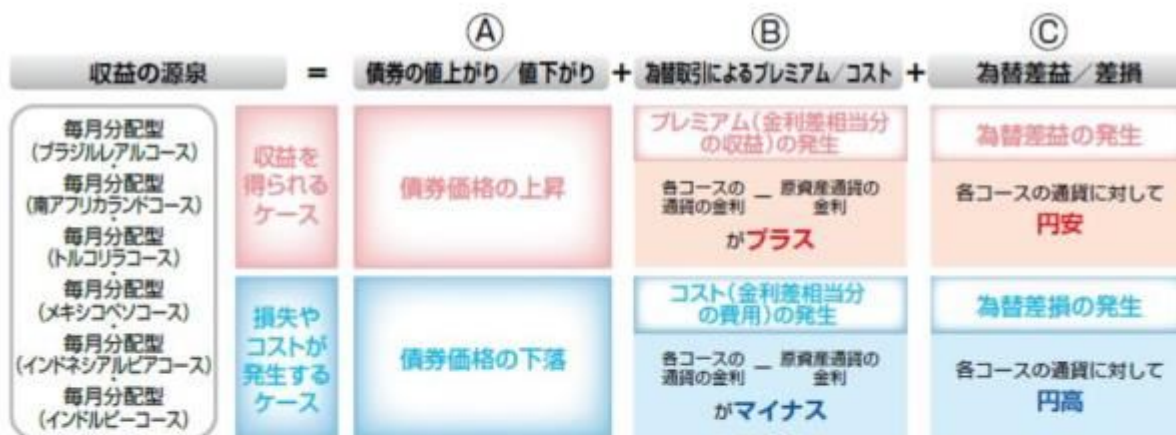 Ⓐ
Ⓑ
Ⓒ
収益の源泉 = 債券の値上がり/値下がり + 為替取引によるプレミアム/コスト + 為替差益/差損
毎月分配型
(ブラジルレアルコース)
・
毎月分配型
(南アフリカランドコース)
・
毎月分配型
(トルコリラコース)
・
毎月分配型
(メキシコペソコース)
・
毎月分配型
(インドネシアルピアコース)
・
毎月分配型
(インドルピーコース)
収益を
得られる
ケース
債券価格の上昇
プレミアム(金利差相当分
の収益)の発生
各コースの 原資産通貨の
通貨の金利 − 金利
がプラス
為替差益の発生
各コースの通貨に対して
円安
損失や
コストが
発生する
ケース
債券価格の下落
コスト(金利差相当分
の費用)の発生
各コースの 原資産通貨の
通貨の金利 − 金利
がマイナス
為替差損の発生
各コースの通貨に対して
円高